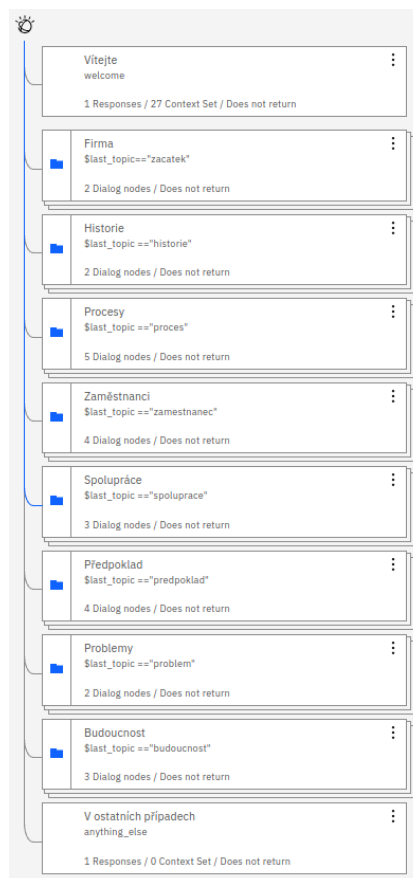 Vítejte
welcome
1 Responses / 27 Context Set / Does not return
Firma
$last_topic=="zacatek"
2 Dialog nodes / Does not return
Historie
$last_topic =="historie"
2 Dialog nodes / Does not return
Procesy
$last_topic =="proces"
5 Dialog nodes / Does not return
Zaměstnanci
$last_topic =="zamestnanec"
4 Dialog nodes / Does not return
Spolupráce
$last_topic =="spoluprace"
3 Dialog nodes / Does not return
Předpoklad
$last_topic =="predpoklad"
4 Dialog nodes / Does not return
Problemy
$last_topic =="problem"
2 Dialog nodes / Does not return
Budoucnost
$last_topic =="budoucnost"
3 Dialog nodes / Does not return
V ostatních případech
anything_else
1 Responses / 0 Context Set / Does not return